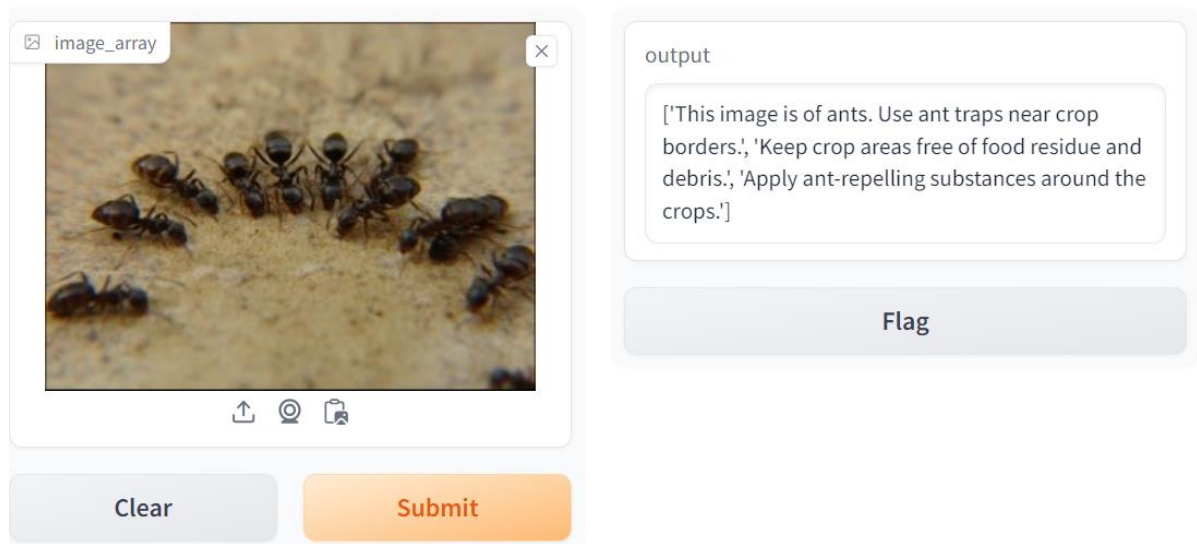 image_array
output
['This image is of ants. Use ant traps near crop
borders.', 'Keep crop areas free of food residue and
debris.', 'Apply ant-repelling substances around the
crops.']
Flag
Clear
Submit